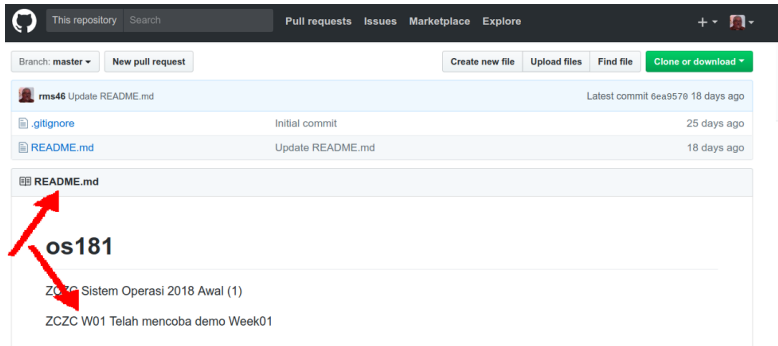 This repository Search Pull requests Issues Marketplace Explore
Branch: master New pull request Create new file Upload files Find file Clone or download
rms46 Update README.md Latest commit 6ea9570 18 days ago
.gitignore Initial commit 25 days ago
README.md Update README.md 18 days ago
README.md
os181
ZCZC Sistem Operasi 2018 Awal (1)
ZCZC W01 Telah mencoba demo Week01